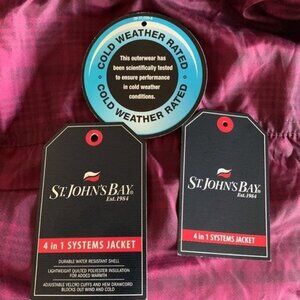 COLD WEATHER RATED
This outerwear has
been scientifically tested
to ensure performance
in cold weather
conditions.
COLD WEATHER RATED
ST. JOHN'S BAY®
Est. 1984
4 in 1 SYSTEMS JACKET
DURABLE WATER RESISTANT SHELL
LIGHTWEIGHT QUILTED POLYESTER INSULATION
FOR ADDED WARMTH
ADJUSTABLE VELCRO CUFFS AND HEM DRAWCORD
BLOCKS OUT WIND AND COLD
ST. JOHN'S BAY®
Est. 1984
4 in 1 SYSTEMS JACKET